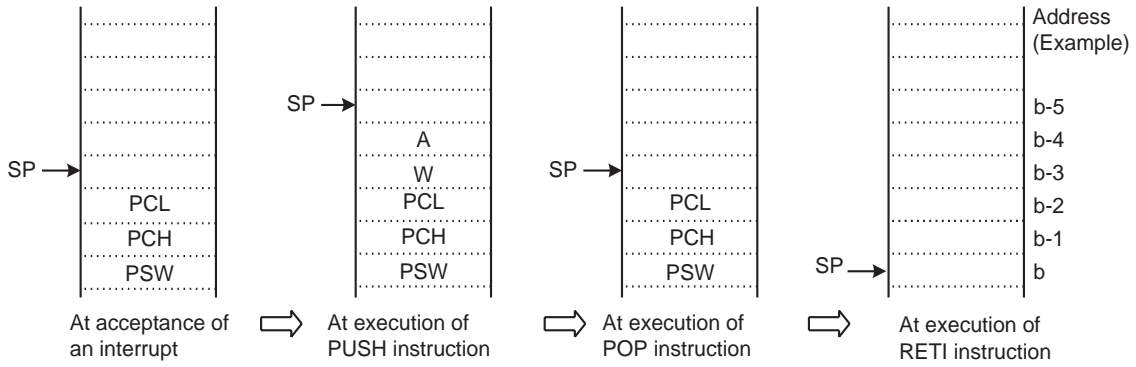 Address
(Example)
SP
b-5
A
b-4
SP
W
SP
b-3
PCL
PCL
PCL
b-2
PCH
PCH
PCH
b-1
PSW
PSW
PSW
SP
b
At acceptance of
an interrupt
At execution of
PUSH instruction
At execution of
POP instruction
At execution of
RETI instruction